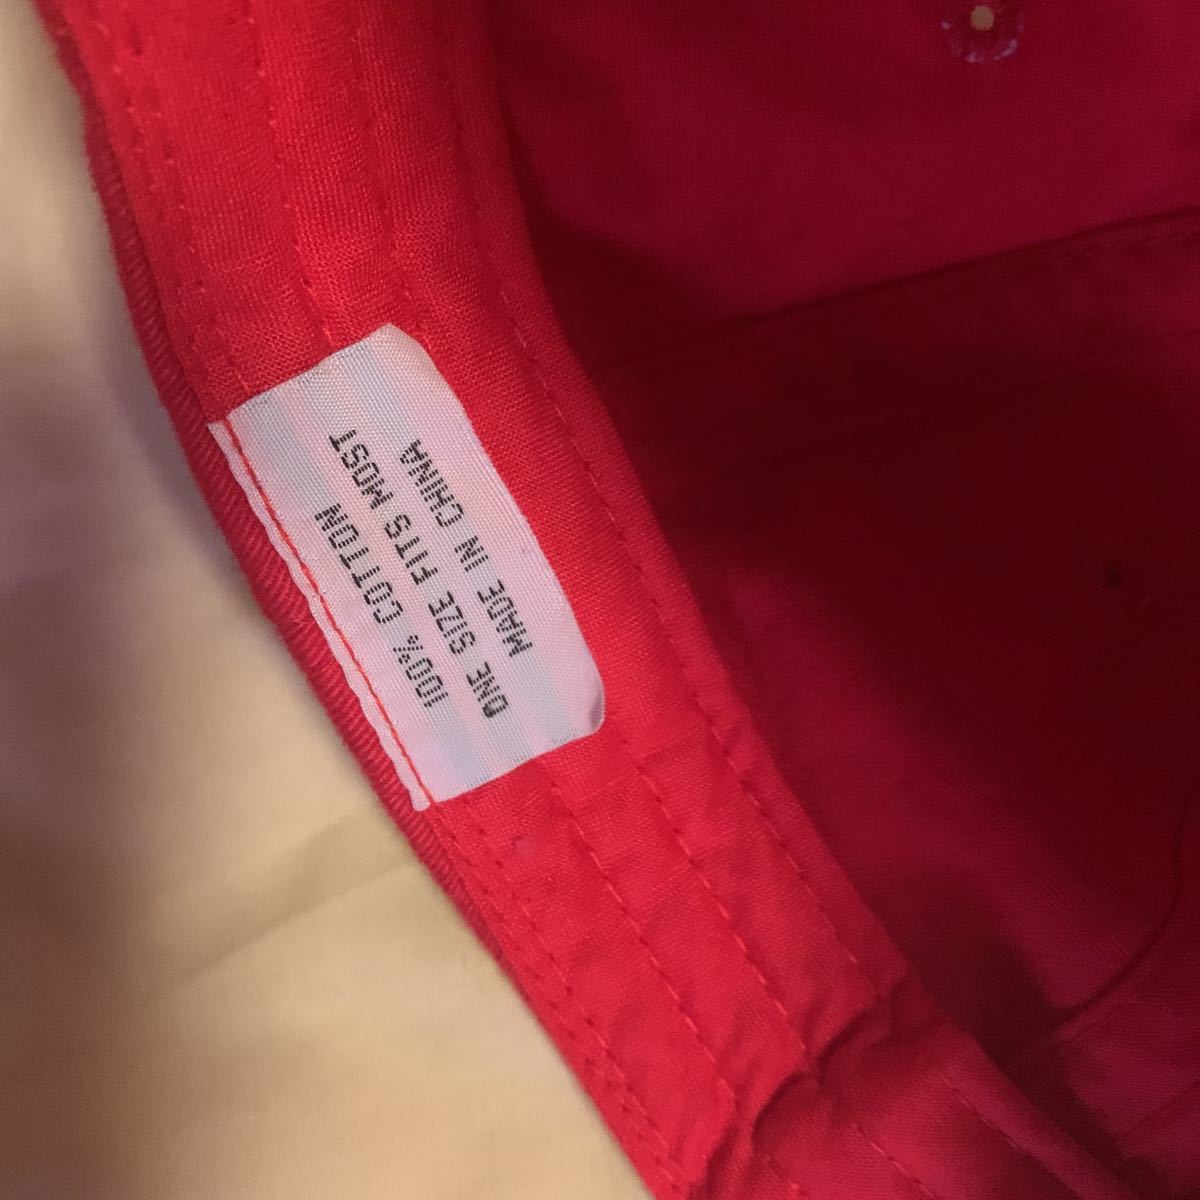 100% COTTON
ONE SIZE FITS MOST
MADE IN CHINA